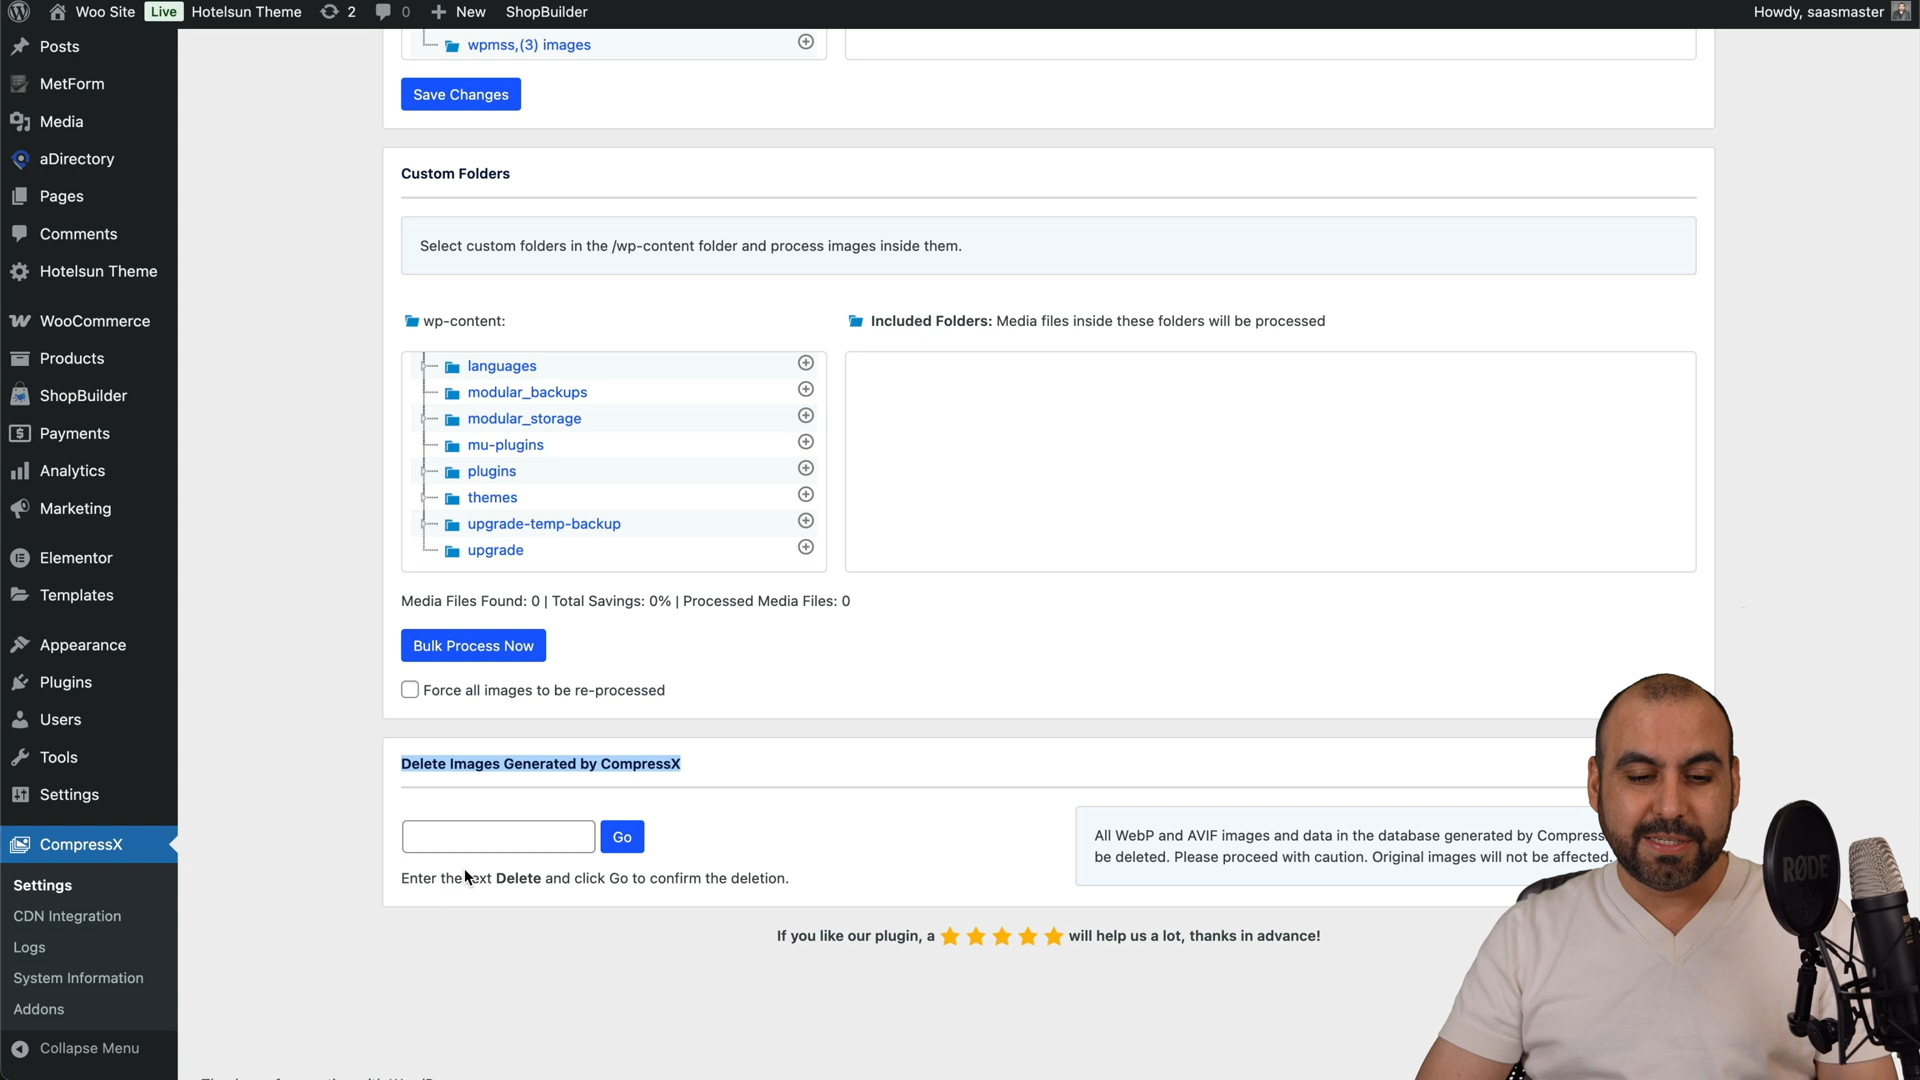 Woo Site Live Hotelsun Theme 2 0 New ShopBuilder Howdy, saasmaster
Posts
MetForm
Media
aDirectory
Pages
Comments
Hotelsun Theme
WooCommerce
Products
ShopBuilder
Payments
Analytics
Marketing
Elementor
Templates
Appearance
Plugins
Users
Tools
Settings
CompressX
Settings
CDN Integration
Logs
System Information
Addons
Collapse Menu
wpmss,(3) images
Save Changes
Custom Folders
Select custom folders in the /wp-content folder and process images inside them.
wp-content:
Included Folders: Media files inside these folders will be processed
languages
modular_backups
modular_storage
mu-plugins
plugins
themes
upgrade-temp-backup
upgrade
Media Files Found: 0 | Total Savings: 0% | Processed Media Files: 0
Bulk Process Now
Force all images to be re-processed
Delete Images Generated by CompressX
Go
Enter the text Delete and click Go to confirm the deletion.
All WebP and AVIF images and data in the database generated by Compress
be deleted. Please proceed with caution. Original images will not be affected.
If you like our plugin, a will help us a lot, thanks in advance!
RØDE